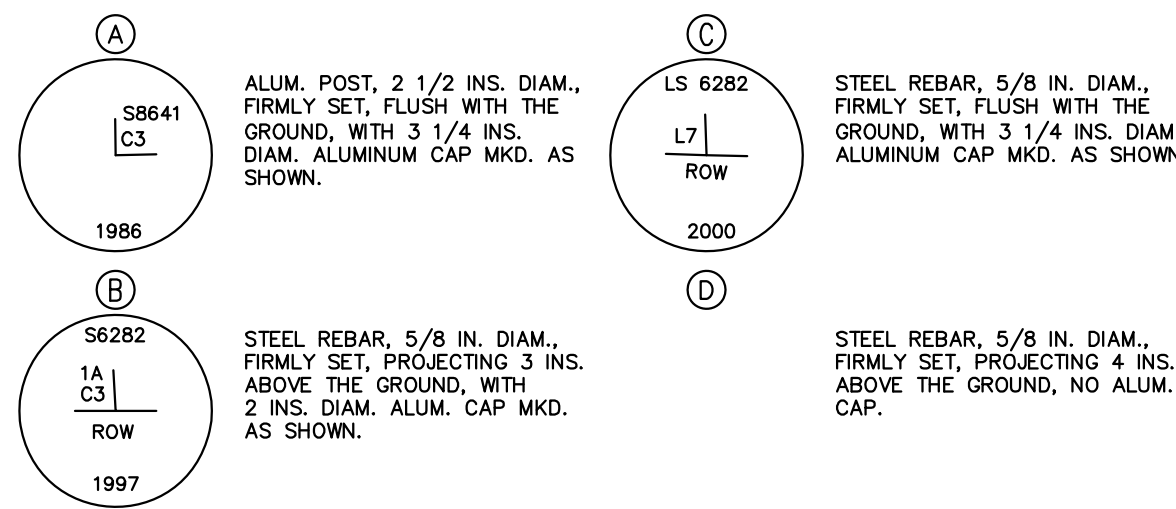 A
S8641
C3
1986
ALUM. POST, 2 1/2 INS. DIAM.,
FIRMLY SET, FLUSH WITH THE
GROUND, WITH 3 1/4 INS.
DIAM. ALUMINUM CAP MKD. AS
SHOWN.
B
S6282
1A
C3
ROW
1997
STEEL REBAR, 5/8 IN. DIAM.,
FIRMLY SET, PROJECTING 3 INS.
ABOVE THE GROUND, WITH
2 INS. DIAM. ALUM. CAP MKD.
AS SHOWN.
C
LS 6282
L7
ROW
2000
STEEL REBAR, 5/8 IN. DIAM.,
FIRMLY SET, FLUSH WITH THE
GROUND, WITH 3 1/4 INS. DIAM
ALUMINUM CAP MKD. AS SHOWN
D
STEEL REBAR, 5/8 IN. DIAM.,
FIRMLY SET, PROJECTING 4 INS.
ABOVE THE GROUND, NO ALUM.
CAP.